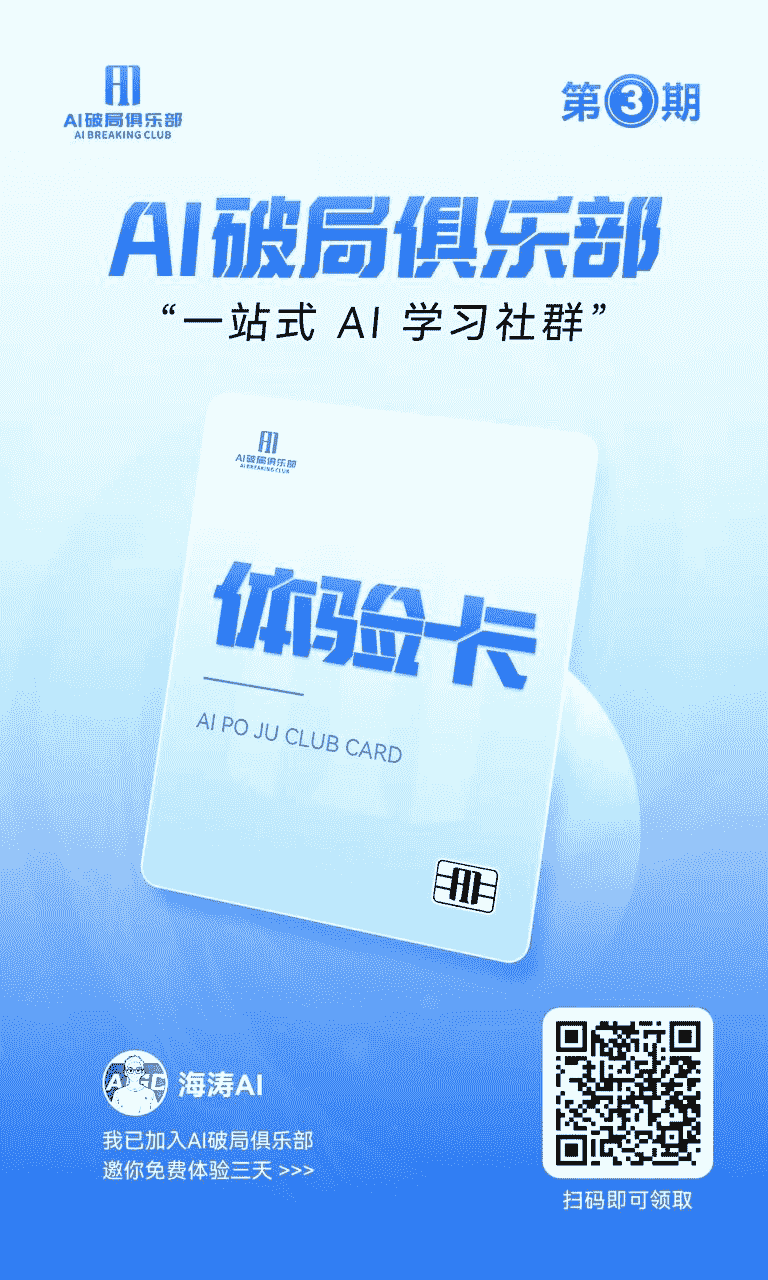 AI破局俱乐部
AI BREAKING CLUB
第3期
AI破局俱乐部
“一站式 AI 学习社群”
AI破局俱乐部
AI BREAKING CLUB
体验卡
AI PO JU CLUB CARD
AI
海涛AI
我已加入AI破局俱乐部
邀你免费体验三天 >>>
扫码即可领取